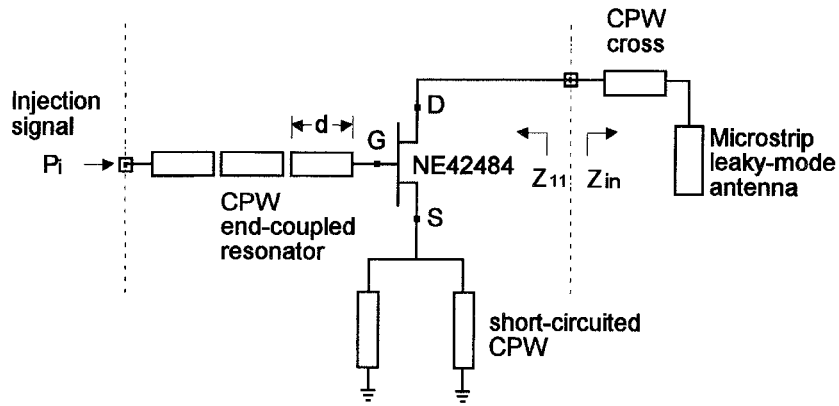 CPW
cross
Injection
signal
Pi
d
G
D
NE42484
S
Z11
Zin
Microstrip
leaky-mode
antenna
CPW
end-coupled
resonator
short-circuited
CPW